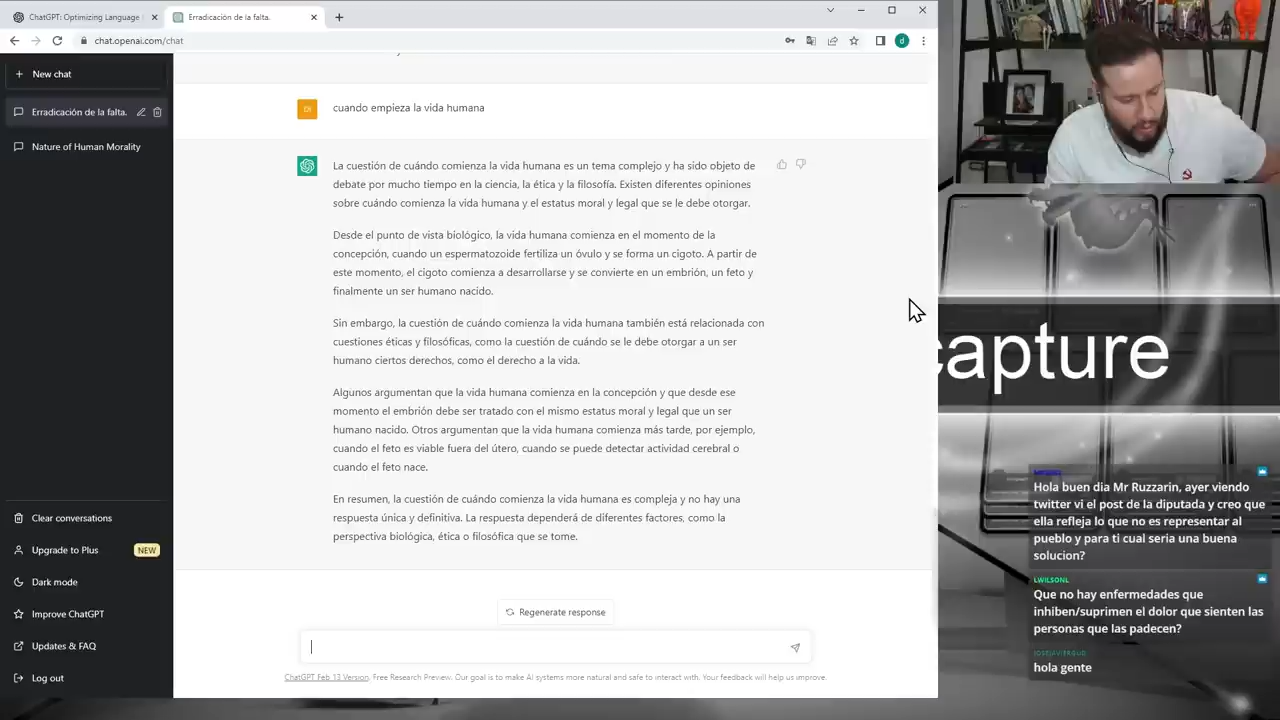 ChatGPT: Optimizing Language
Erradicación de la falta.
chat.openai.com/chat
d
New chat
Erradicación de la falta.
Nature of Human Morality
Clear conversations
Upgrade to Plus NEW
Dark mode
Improve ChatGPT
Updates & FAQ
Log out
DI
cuando empieza la vida humana
La cuestión de cuándo comienza la vida humana es un tema complejo y ha sido objeto de
debate por mucho tiempo en la ciencia, la ética y la filosofía. Existen diferentes opiniones
sobre cuándo comienza la vida humana y el estatus moral y legal que se le debe otorgar.
Desde el punto de vista biológico, la vida humana comienza en el momento de la
concepción, cuando un espermatozoide fertiliza un óvulo y se forma un cigoto. A partir de
este momento, el cigoto comienza a desarrollarse y se convierte en un embrión, un feto y
finalmente un ser humano nacido.
Sin embargo, la cuestión de cuándo comienza la vida humana también está relacionada con
cuestiones éticas y filosóficas, como la cuestión de cuándo se le debe otorgar a un ser
humano ciertos derechos, como el derecho a la vida.
Algunos argumentan que la vida humana comienza en la concepción y que desde ese
momento el embrión debe ser tratado con el mismo estatus moral y legal que un ser
humano nacido. Otros argumentan que la vida humana comienza más tarde, por ejemplo,
cuando el feto es viable fuera del útero, cuando se puede detectar actividad cerebral o
cuando el feto nace.
En resumen, la cuestión de cuándo comienza la vida humana es compleja y no hay una
respuesta única y definitiva. La respuesta dependerá de diferentes factores, como la
perspectiva biológica, ética o filosófica que se tome.
Regenerate response
ChatGPT Feb 13 Version. Free Research Preview. Our goal is to make AI systems more natural and safe to interact with. Your feedback will help us improve.
capture
Hola buen dia Mr Ruzzarin, ayer viendo
twitter vi el post de la diputada y creo que
ella refleja lo que no es representar al
pueblo y para ti cual seria una buena
solucion?
LWILSONL
Que no hay enfermedades que
inhiben/suprimen el dolor que sienten las
personas que las padecen?
hola gente